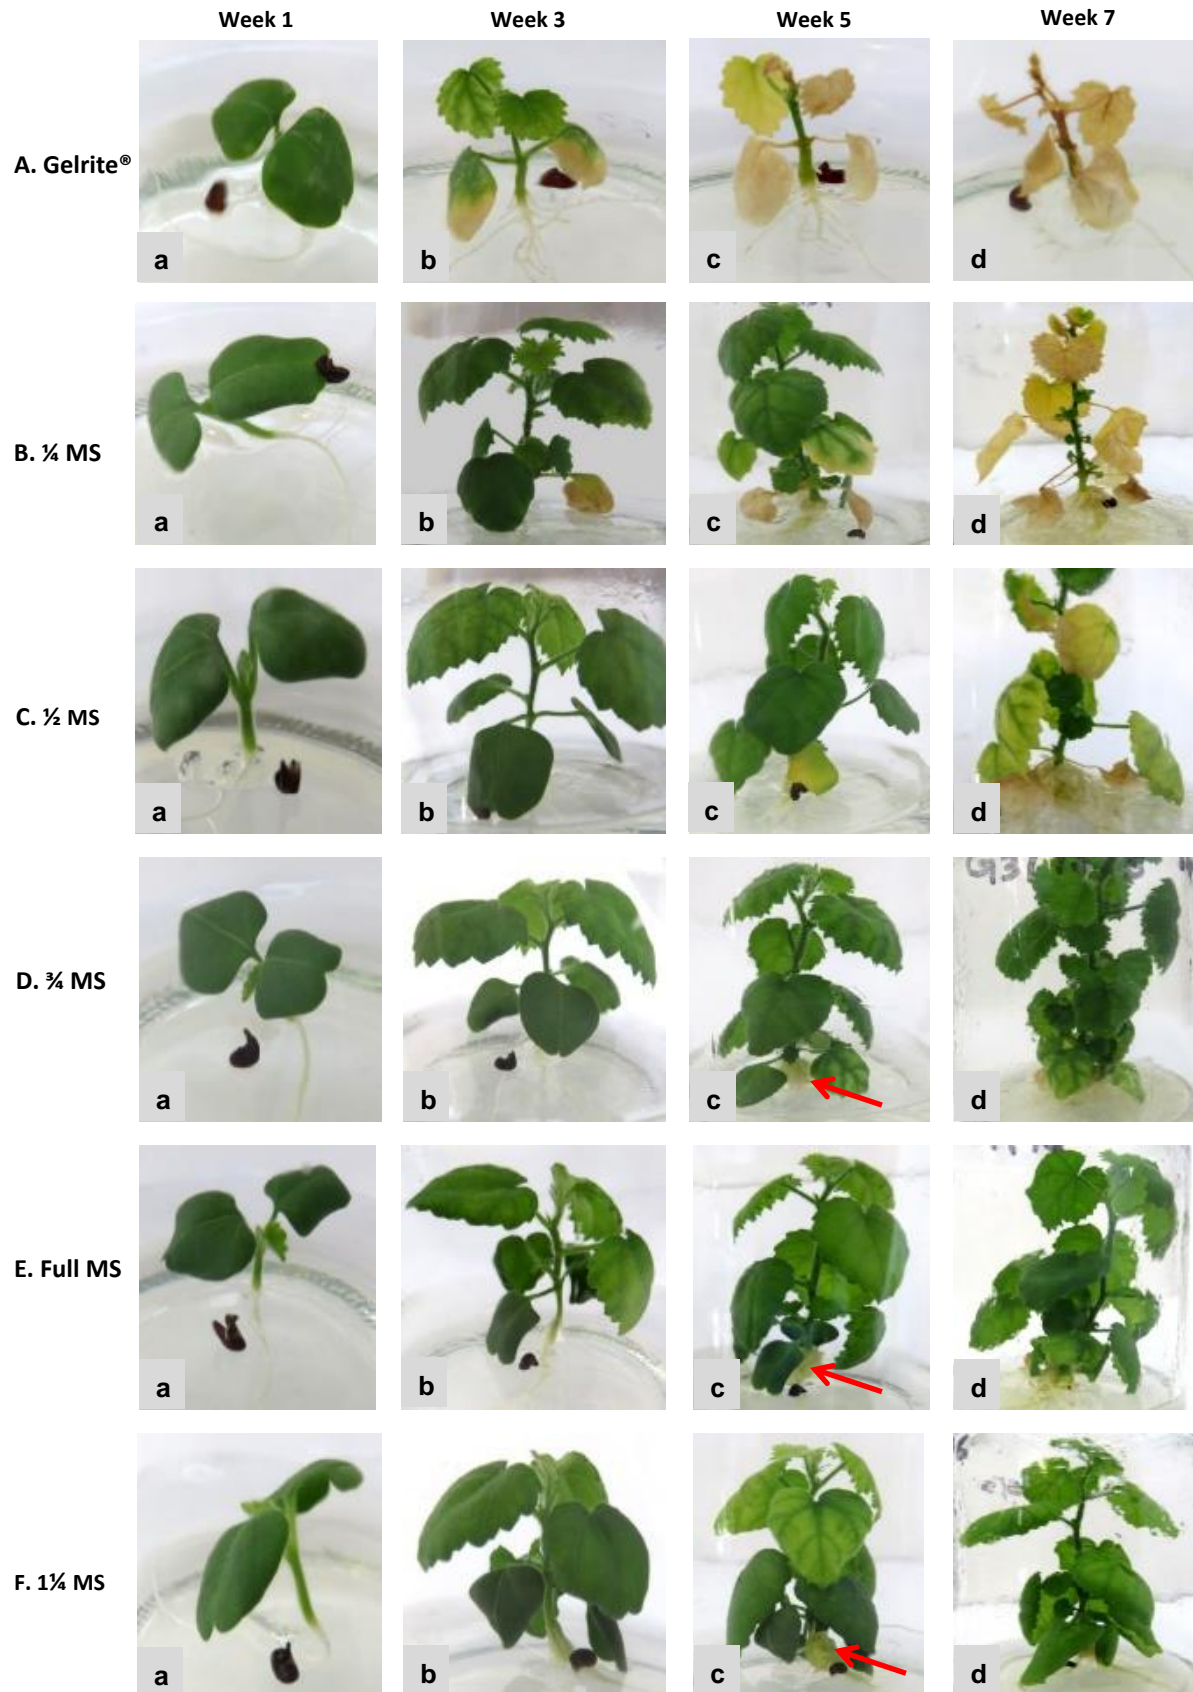 Week 1 Week 3 Week 5 Week 7
A. Gelrite®
a b c d
B. ¼ MS
a b c d
C. ½ MS
a b c d
D. ¾ MS
a b c d
E. Full MS
a b c d
F. 1¼ MS
a b c d